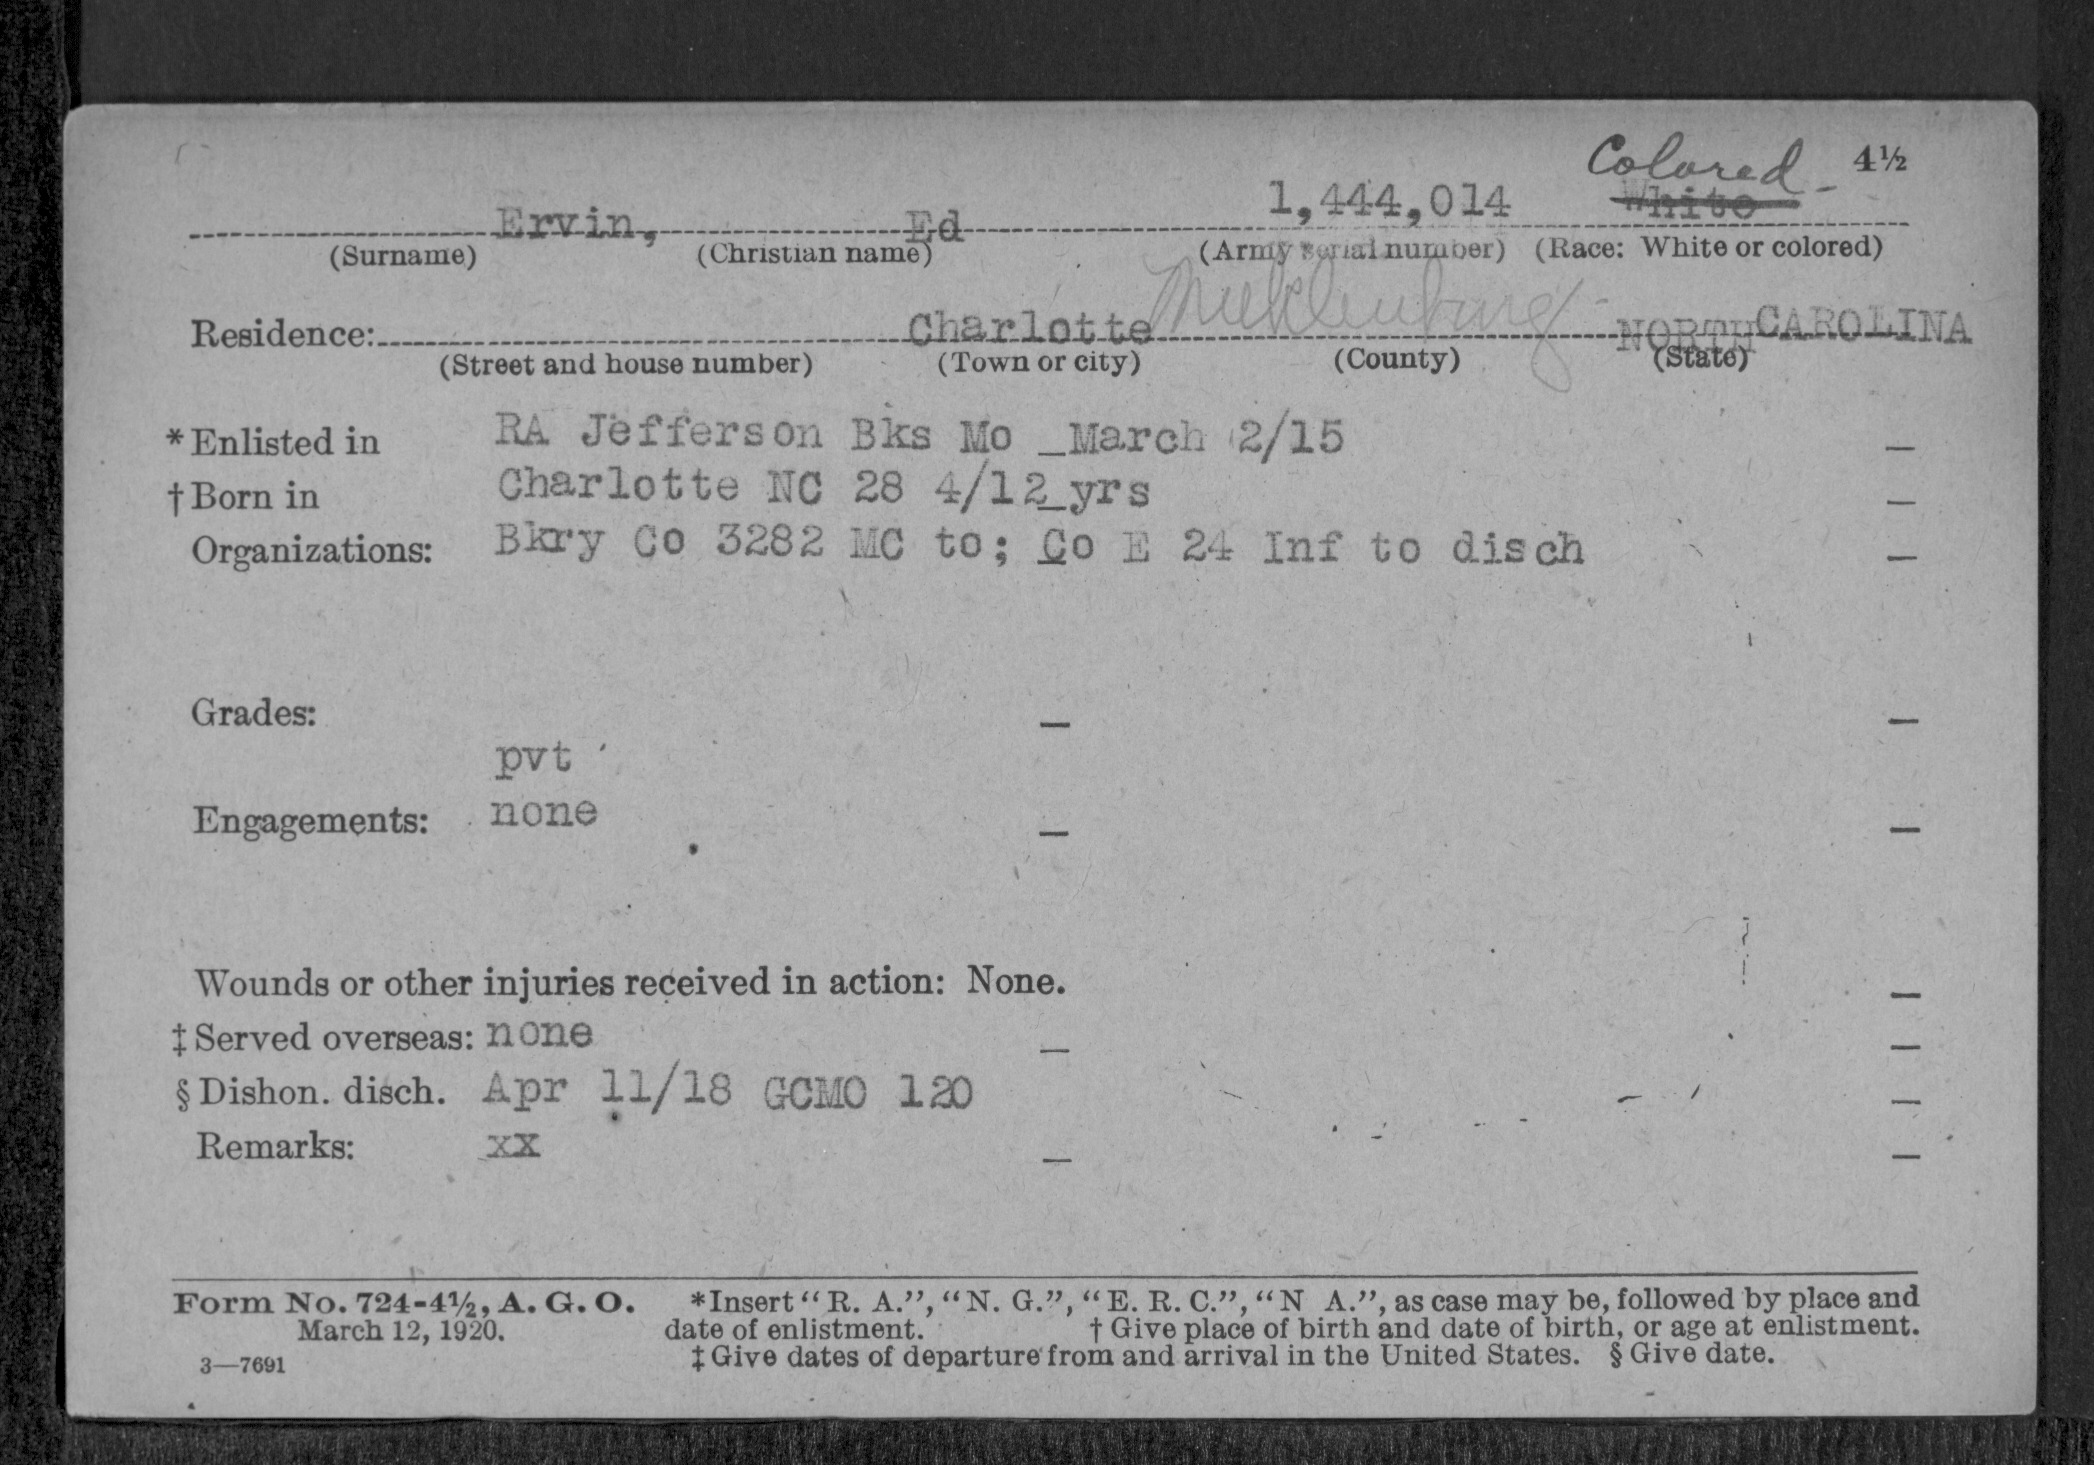 Colored 4½
Ervin, Ed 1,444,014 White
(Surname) (Christian name) (Army serial number) (Race: White or colored)
Residence: Charlotte Mecklenburg NORTH CAROLINA
(Street and house number) (Town or city) (County) (State)
*Enlisted in RA Jefferson Bks Mo _March 2/15 —
†Born in Charlotte NC 28 4/12_yrs —
Organizations: Bkry Co 3282 MC to; Co E 24 Inf to disch —
Grades: — —
pvt
Engagements: none — —
Wounds or other injuries received in action: None. —
‡Served overseas: none — —
§Dishon. disch. Apr 11/18 GCMO 120 —
Remarks: xx — —
Form No. 724-4½, A. G. O. *Insert "R. A.", "N. G.", "E. R. C.", "N A.", as case may be, followed by place and
March 12, 1920. date of enlistment. †Give place of birth and date of birth, or age at enlistment.
3—7691 ‡Give dates of departure from and arrival in the United States. §Give date.